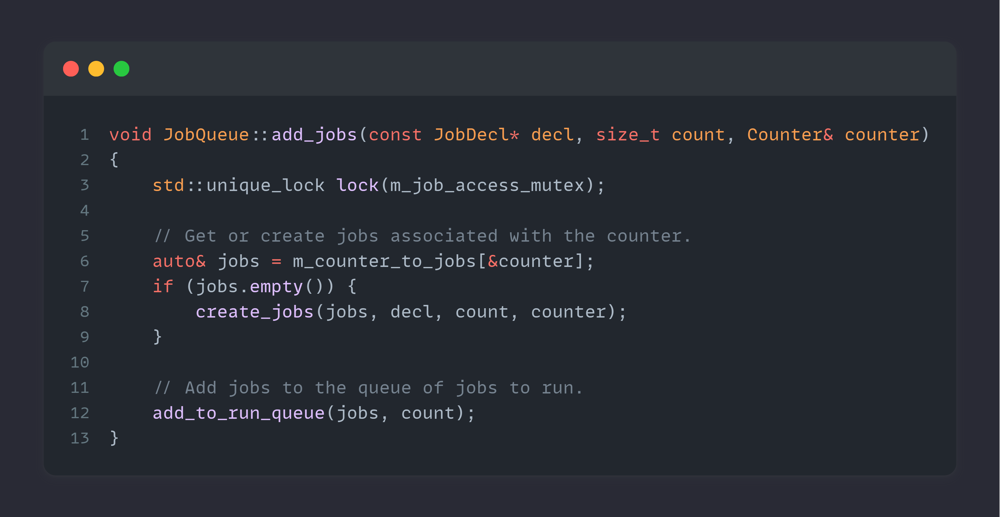 1 void JobQueue::add_jobs(const JobDecl* decl, size_t count, Counter& counter)
2 {
3     std::unique_lock lock(m_job_access_mutex);
4
5     // Get or create jobs associated with the counter.
6     auto& jobs = m_counter_to_jobs[&counter];
7     if (jobs.empty()) {
8         create_jobs(jobs, decl, count, counter);
9     }
10
11     // Add jobs to the queue of jobs to run.
12     add_to_run_queue(jobs, count);
13 }